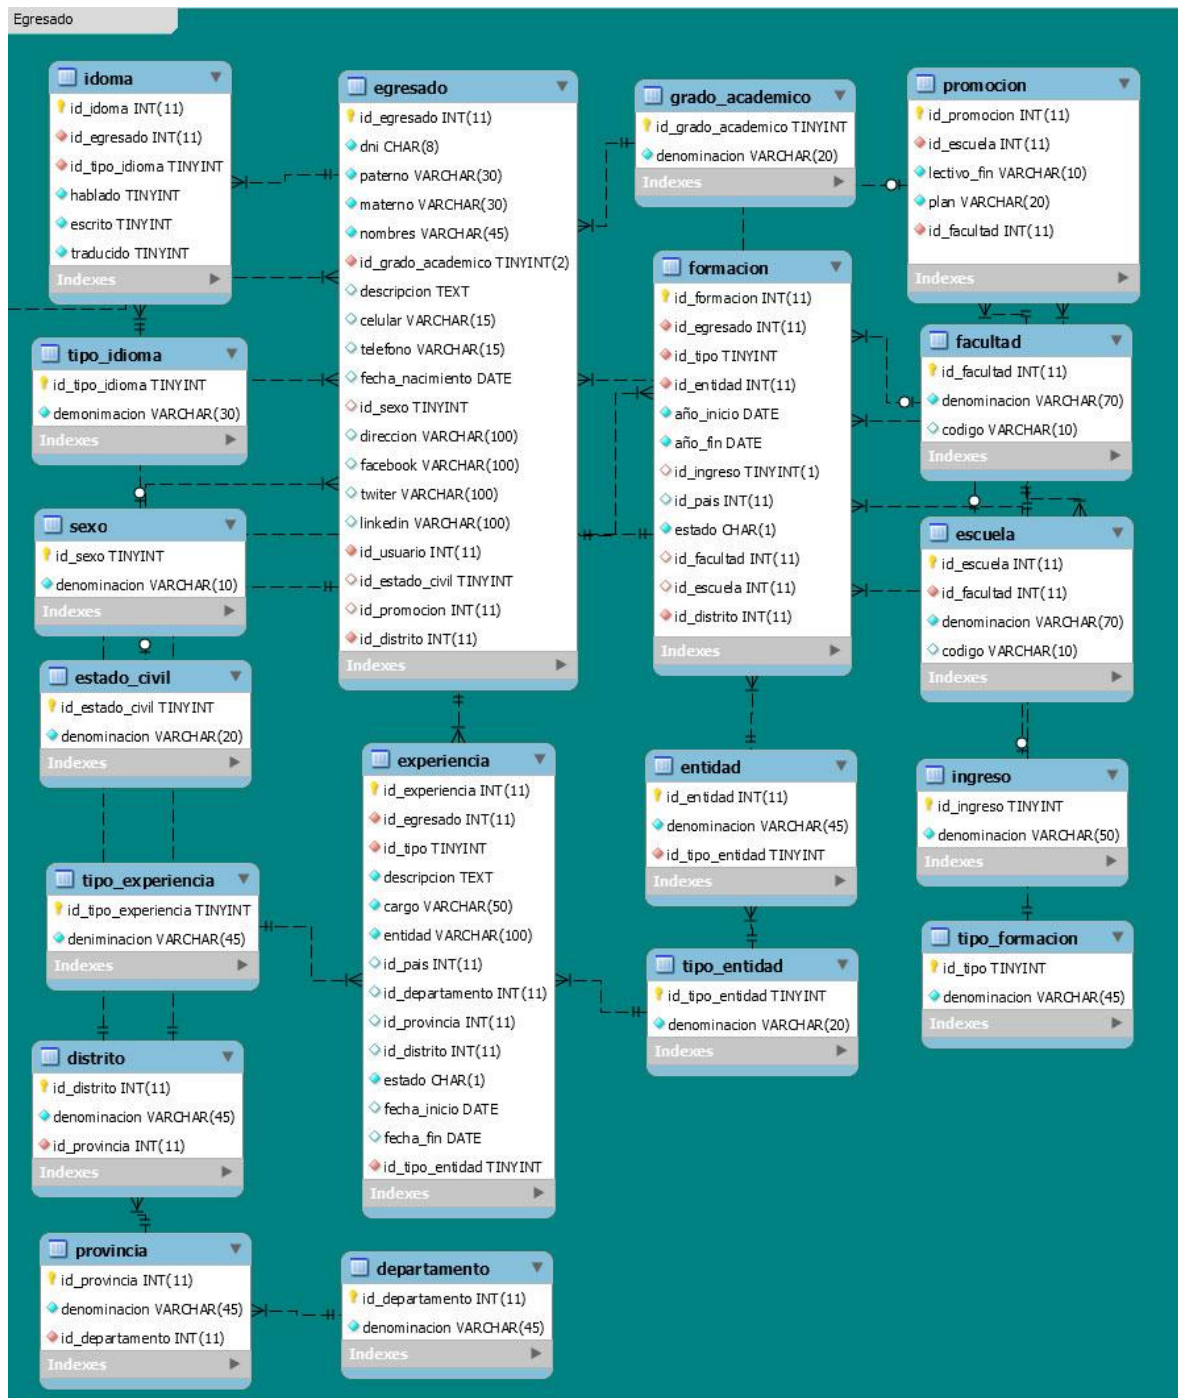 Egresado
idoma
id_idoma INT(11)
id_egresado INT(11)
id_tipo_idioma TINYINT
hablado TINYINT
escrito TINYINT
traducido TINYINT
Indexes
tipo_idioma
id_tipo_idioma TINYINT
demonimacion VARCHAR(30)
Indexes
sexo
id_sexo TINYINT
denominacion VARCHAR(10)
Indexes
estado_civil
id_estado_civil TINYINT
denominacion VARCHAR(20)
Indexes
tipo_experiencia
id_tipo_experiencia TINYINT
deniminacion VARCHAR(45)
Indexes
distrito
id_distrito INT(11)
denominacion VARCHAR(45)
id_provincia INT(11)
Indexes
provincia
id_provincia INT(11)
denominacion VARCHAR(45)
id_departamento INT(11)
Indexes
egresado
id_egresado INT(11)
dni CHAR(8)
paterno VARCHAR(30)
materno VARCHAR(30)
nombres VARCHAR(45)
id_grado_academico TINYINT(2)
descripcion TEXT
celular VARCHAR(15)
telefono VARCHAR(15)
fecha_nacimiento DATE
id_sexo TINYINT
direccion VARCHAR(100)
facebook VARCHAR(100)
twiter VARCHAR(100)
linkedin VARCHAR(100)
id_usuario INT(11)
id_estado_civil TINYINT
id_promocion INT(11)
id_distrito INT(11)
Indexes
experiencia
id_experiencia INT(11)
id_egresado INT(11)
id_tipo TINYINT
descripcion TEXT
cargo VARCHAR(50)
entidad VARCHAR(100)
id_pais INT(11)
id_departamento INT(11)
id_provincia INT(11)
id_distrito INT(11)
estado CHAR(1)
fecha_inicio DATE
fecha_fin DATE
id_tipo_entidad TINYINT
Indexes
departamento
id_departamento INT(11)
denominacion VARCHAR(45)
Indexes
grado_academico
id_grado_academico TINYINT
denominacion VARCHAR(20)
Indexes
formacion
id_formacion INT(11)
id_egresado INT(11)
id_tipo TINYINT
id_entidad INT(11)
año_inicio DATE
año_fin DATE
id_ingreso TINYINT(1)
id_pais INT(11)
estado CHAR(1)
id_facultad INT(11)
id_escuela INT(11)
id_distrito INT(11)
Indexes
entidad
id_entidad INT(11)
denominacion VARCHAR(45)
id_tipo_entidad TINYINT
Indexes
tipo_entidad
id_tipo_entidad TINYINT
denominacion VARCHAR(20)
Indexes
promocion
id_promocion INT(11)
id_escuela INT(11)
lectivo_fin VARCHAR(10)
plan VARCHAR(20)
id_facultad INT(11)
Indexes
facultad
id_facultad INT(11)
denominacion VARCHAR(70)
codigo VARCHAR(10)
Indexes
escuela
id_escuela INT(11)
id_facultad INT(11)
denominacion VARCHAR(70)
codigo VARCHAR(10)
Indexes
ingreso
id_ingreso TINYINT
denominacion VARCHAR(50)
Indexes
tipo_formacion
id_tipo TINYINT
denominacion VARCHAR(45)
Indexes